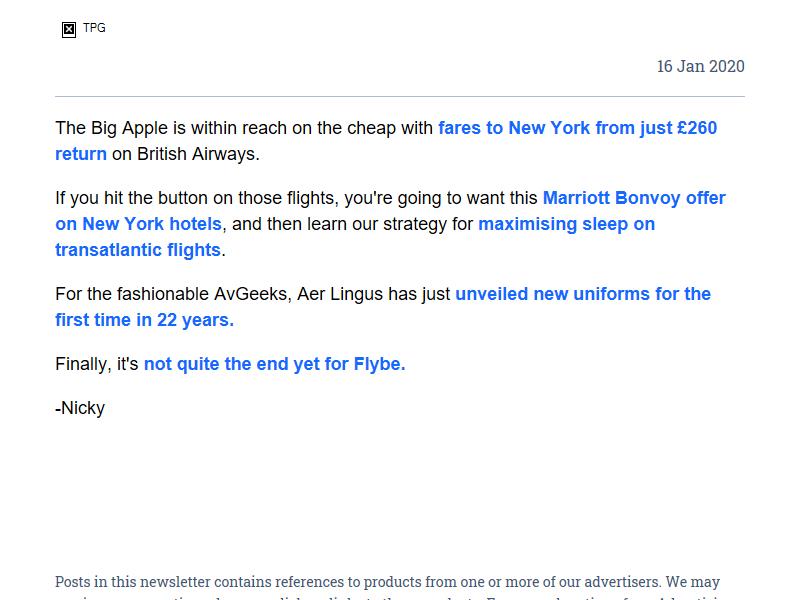 TPG
16 Jan 2020
The Big Apple is within reach on the cheap with fares to New York from just £260
return on British Airways.
If you hit the button on those flights, you're going to want this Marriott Bonvoy offer
on New York hotels, and then learn our strategy for maximising sleep on
transatlantic flights.
For the fashionable AvGeeks, Aer Lingus has just unveiled new uniforms for the
first time in 22 years.
Finally, it's not quite the end yet for Flybe.
-Nicky
Posts in this newsletter contains references to products from one or more of our advertisers. We may